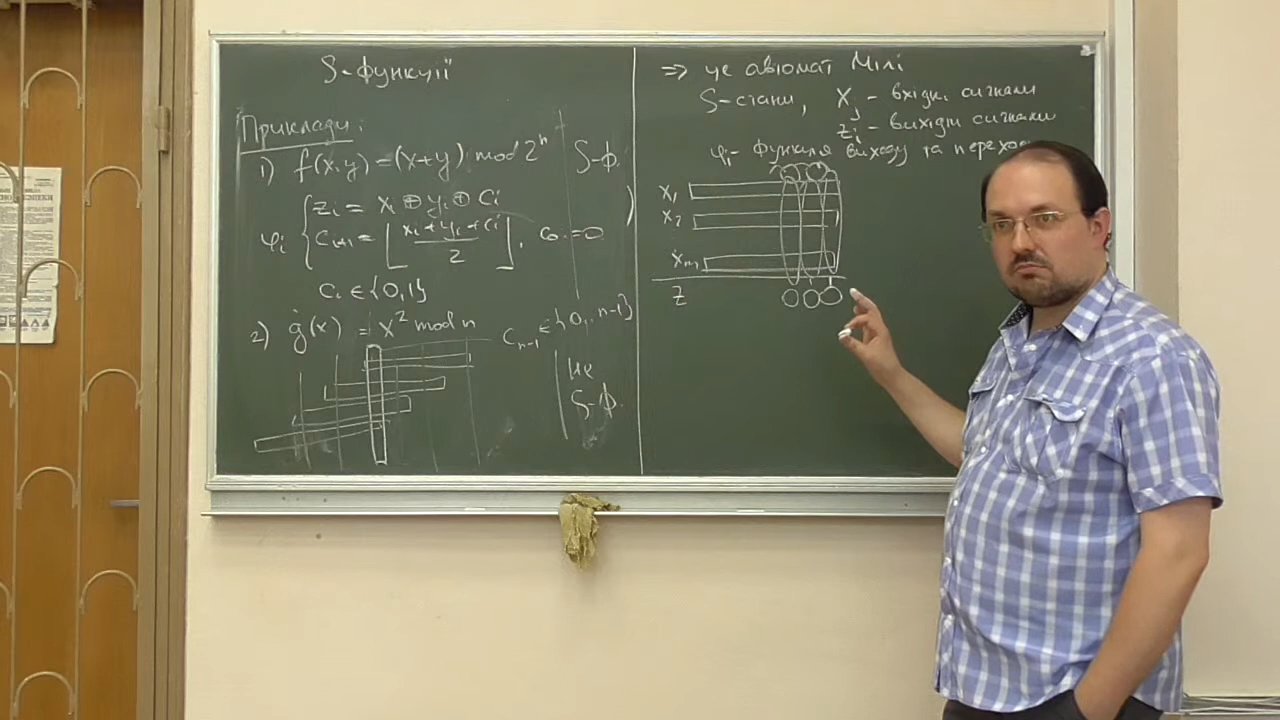 S-функції
Приклади:
1) f(x,y) = (x+y) mod 2ⁿ S-ф.
φᵢ { zᵢ = xᵢ ⊕ yᵢ ⊕ cᵢ
cᵢ₊₁ = ⌊(xᵢ+yᵢ+cᵢ)/2⌋, c₀ := 0
cᵢ ∈ {0,1}
2) g(x) = x² mod n cₙ₋₁ ∈ {0,..n-1}
не
S-ф.
⇒ це автомат Мілі
S-стани, Xⱼ - вхідні сигнали
zᵢ - вихідні сигнали
φᵢ - функція виходу та
x₁
x₂
xₘ
z